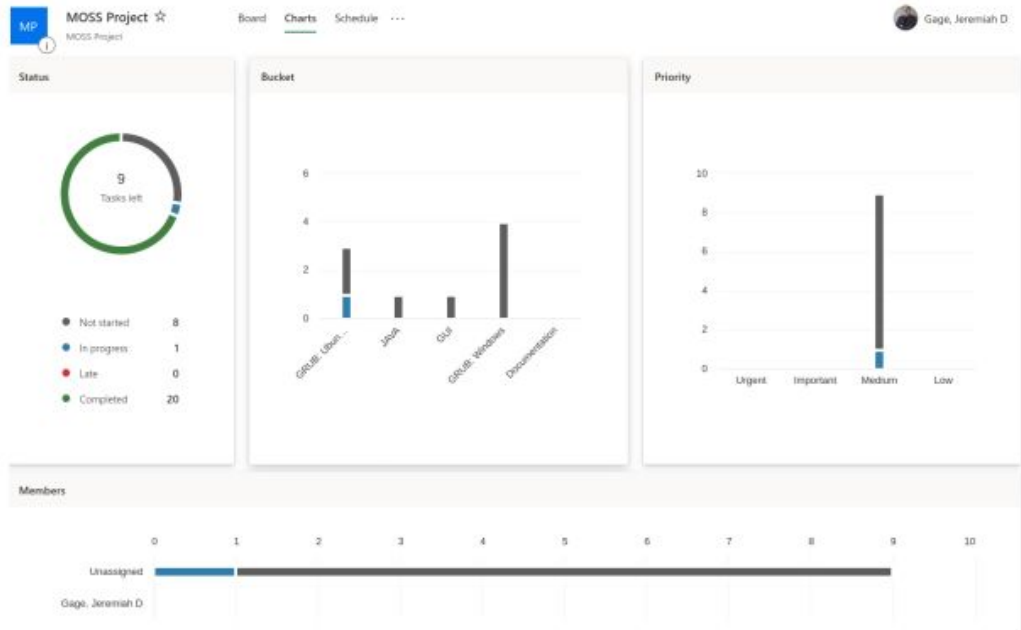 MP
MOSS Project ☆
MOSS Project
Board Charts Schedule ···
Gage, Jeremiah D
Status
9
Tasks left
Not started 8
In progress 1
Late 0
Completed 20
Bucket
6
4
2
0
GRUB: Ubun...
JAVA
GUI
GRUB: Windows
Documentation
Priority
10
8
6
4
2
0
Urgent Important Medium Low
Members
0 1 2 3 4 5 6 7 8 9 10
Unassigned
Gage, Jeremiah D